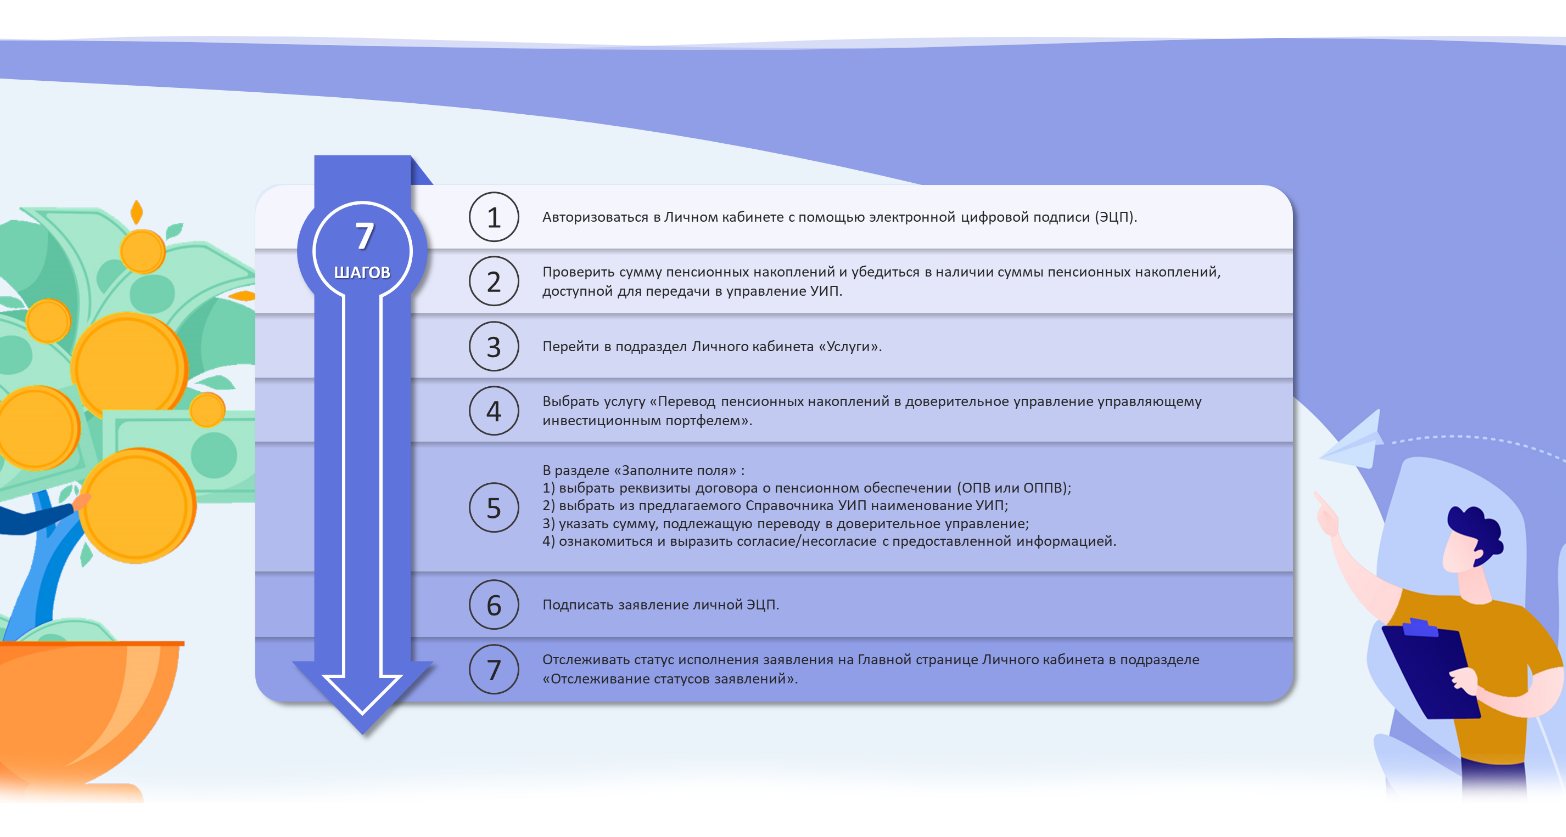 7
ШАГОВ
1
Авторизоваться в Личном кабинете с помощью электронной цифровой подписи (ЭЦП).
2
Проверить сумму пенсионных накоплений и убедиться в наличии суммы пенсионных накоплений,
доступной для передачи в управление УИП.
3
Перейти в подраздел Личного кабинета «Услуги».
4
Выбрать услугу «Перевод пенсионных накоплений в доверительное управление управляющему
инвестиционным портфелем».
5
В разделе «Заполните поля» :
1) выбрать реквизиты договора о пенсионном обеспечении (ОПВ или ОППВ);
2) выбрать из предлагаемого Справочника УИП наименование УИП;
3) указать сумму, подлежащую переводу в доверительное управление;
4) ознакомиться и выразить согласие/несогласие с предоставленной информацией.
6
Подписать заявление личной ЭЦП.
7
Отслеживать статус исполнения заявления на Главной странице Личного кабинета в подразделе
«Отслеживание статусов заявлений».